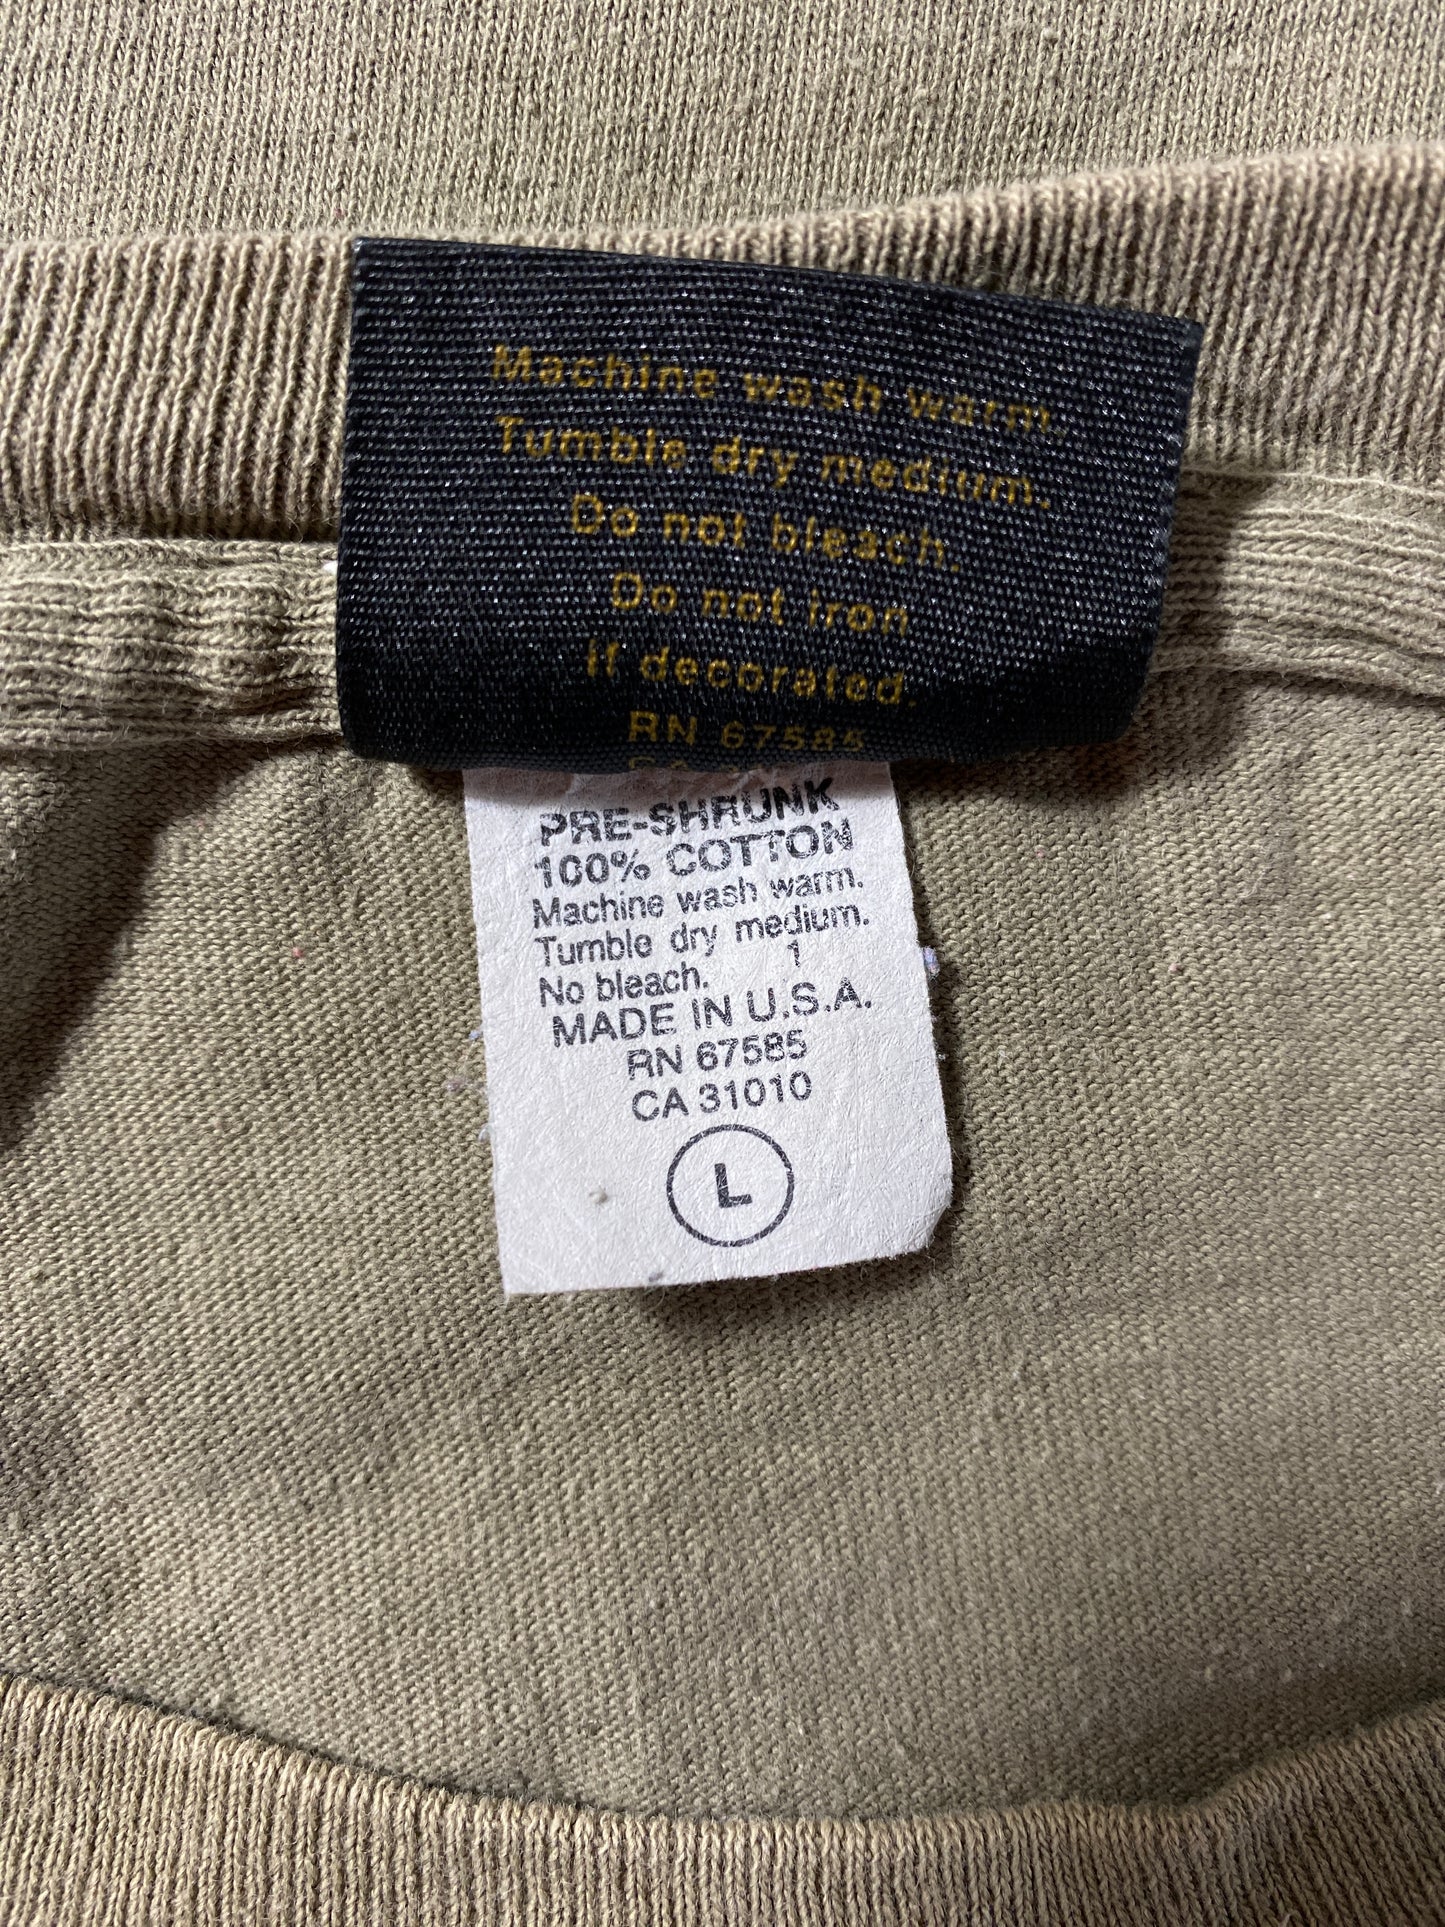 Machine wash warm.
Tumble dry medium.
Do not bleach.
Do not iron
If decorated.
RN 67585
PRE-SHRUNK
100% COTTON
Machine wash warm.
Tumble dry medium.
No bleach. 1
MADE IN U.S.A.
RN 67585
CA 31010
L